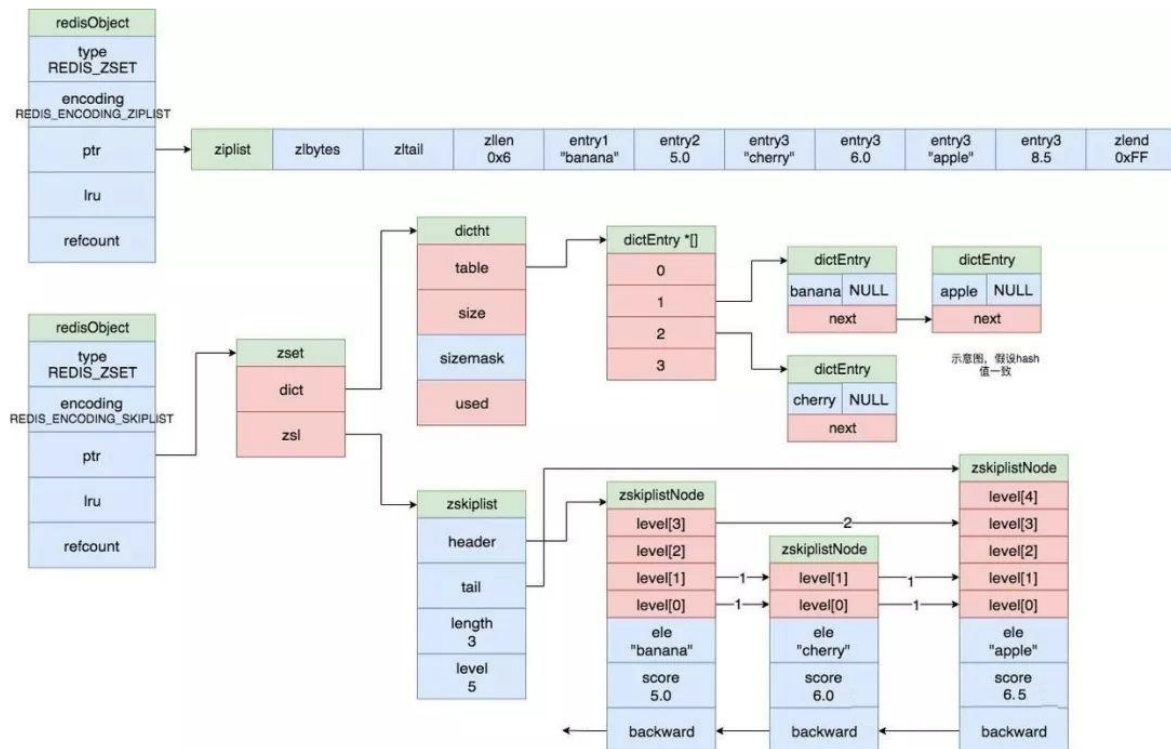 redisObject
type
REDIS_ZSET
encoding
REDIS_ENCODING_ZIPLIST
ptr
lru
refcount
ziplist
zlbytes
zltail
zllen
0x6
entry1
"banana"
entry2
5.0
entry3
"cherry"
entry3
6.0
entry3
"apple"
entry3
8.5
zlend
0xFF
redisObject
type
REDIS_ZSET
encoding
REDIS_ENCODING_SKIPLIST
ptr
lru
refcount
zset
dict
zsl
dictht
table
size
sizemask
used
dictEntry *[]
0
1
2
3
dictEntry
banana NULL
next
dictEntry
apple NULL
next
示意图，假设hash
值一致
dictEntry
cherry NULL
next
zskiplist
header
tail
length
3
level
5
zskiplistNode
level[3]
level[2]
level[1]
level[0]
ele
"banana"
score
5.0
backward
2
1
1
zskiplistNode
level[1]
level[0]
ele
"cherry"
score
6.0
backward
1
1
zskiplistNode
level[4]
level[3]
level[2]
level[1]
level[0]
ele
"apple"
score
6.5
backward